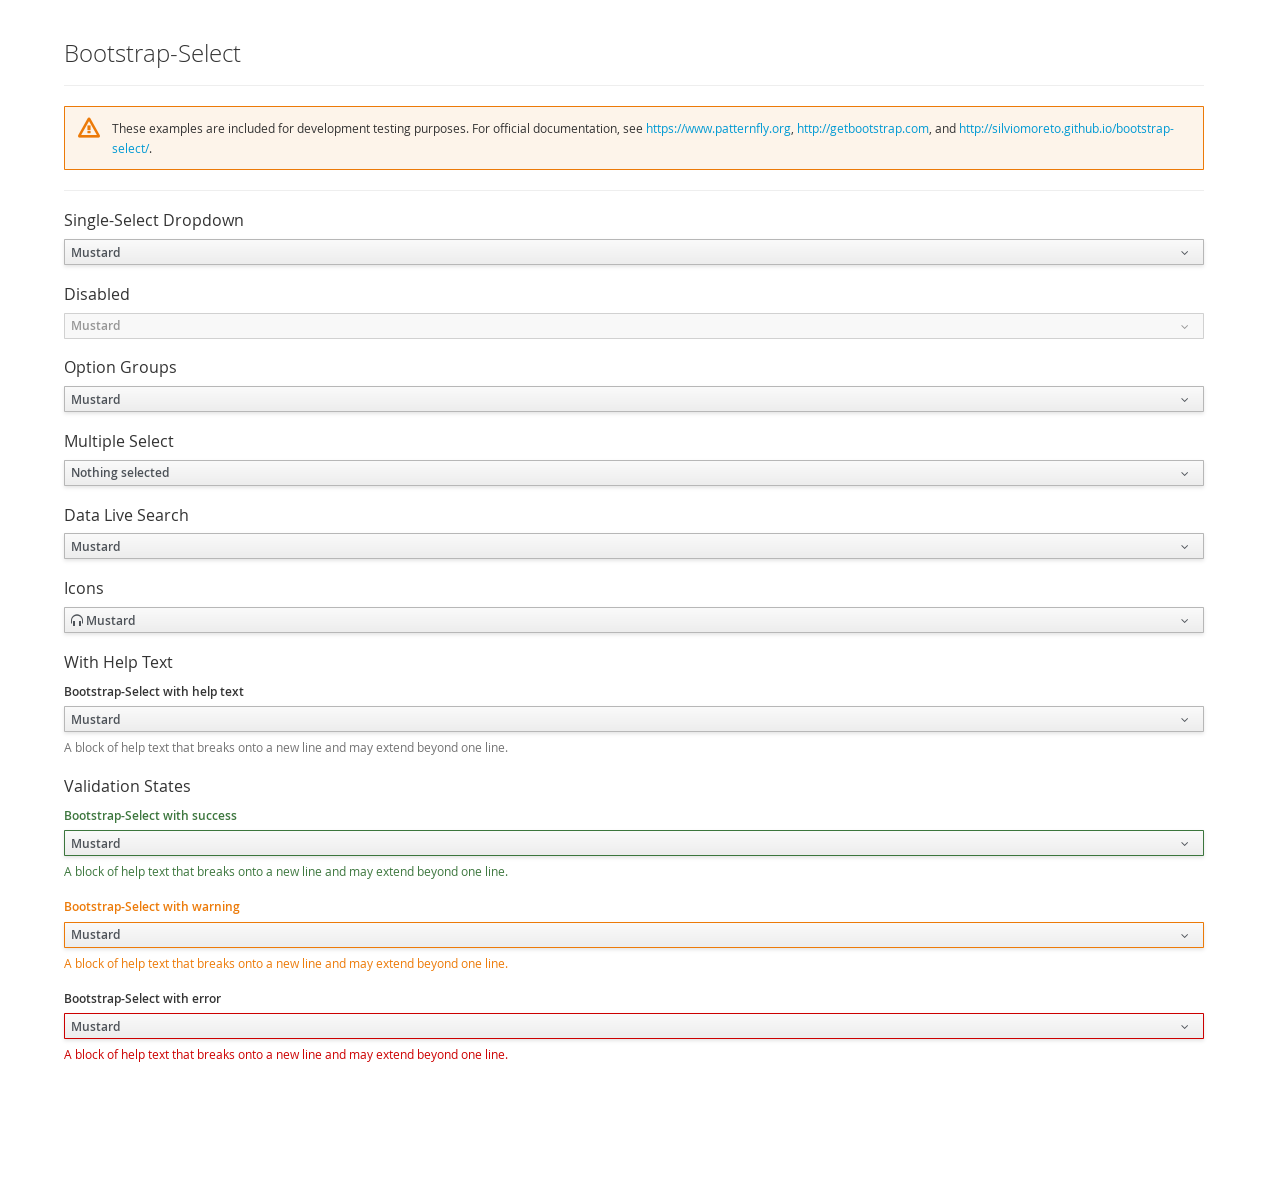 Bootstrap-Select
These examples are included for development testing purposes. For official documentation, see https://www.patternfly.org, http://getbootstrap.com, and http://silviomoreto.github.io/bootstrap-
select/.
Single-Select Dropdown
Mustard
Disabled
Mustard
Option Groups
Mustard
Multiple Select
Nothing selected
Data Live Search
Mustard
Icons
Mustard
With Help Text
Bootstrap-Select with help text
Mustard
A block of help text that breaks onto a new line and may extend beyond one line.
Validation States
Bootstrap-Select with success
Mustard
A block of help text that breaks onto a new line and may extend beyond one line.
Bootstrap-Select with warning
Mustard
A block of help text that breaks onto a new line and may extend beyond one line.
Bootstrap-Select with error
Mustard
A block of help text that breaks onto a new line and may extend beyond one line.